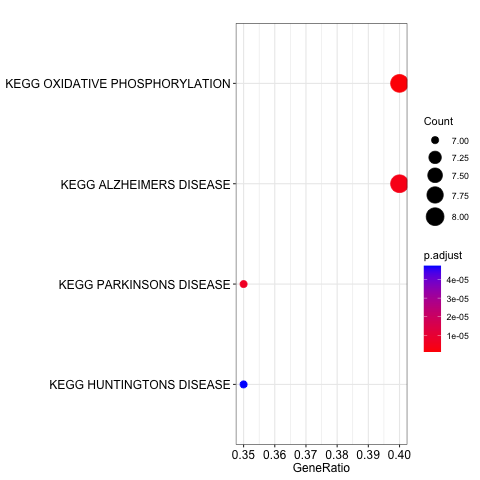 KEGG OXIDATIVE PHOSPHORYLATION
KEGG ALZHEIMERS DISEASE
KEGG PARKINSONS DISEASE
KEGG HUNTINGTONS DISEASE
0.35 0.36 0.37 0.38 0.39 0.40
GeneRatio
Count
7.00
7.25
7.50
7.75
8.00
p.adjust
4e-05
3e-05
2e-05
1e-05